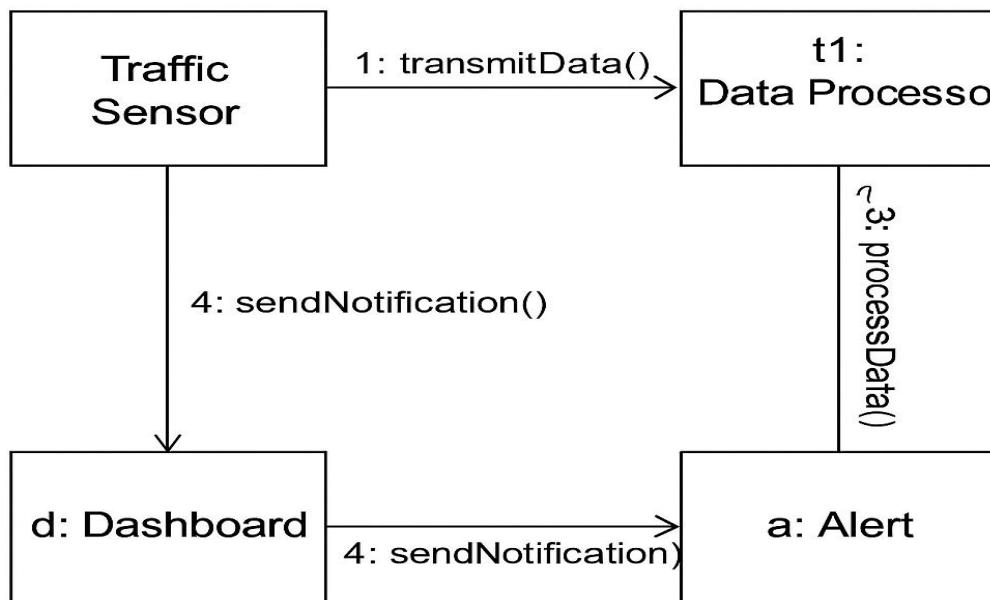 Traffic
Sensor
1: transmitData()
t1:
Data Processo
3: processData()
4: sendNotification()
d: Dashboard
4: sendNotification)
a: Alert